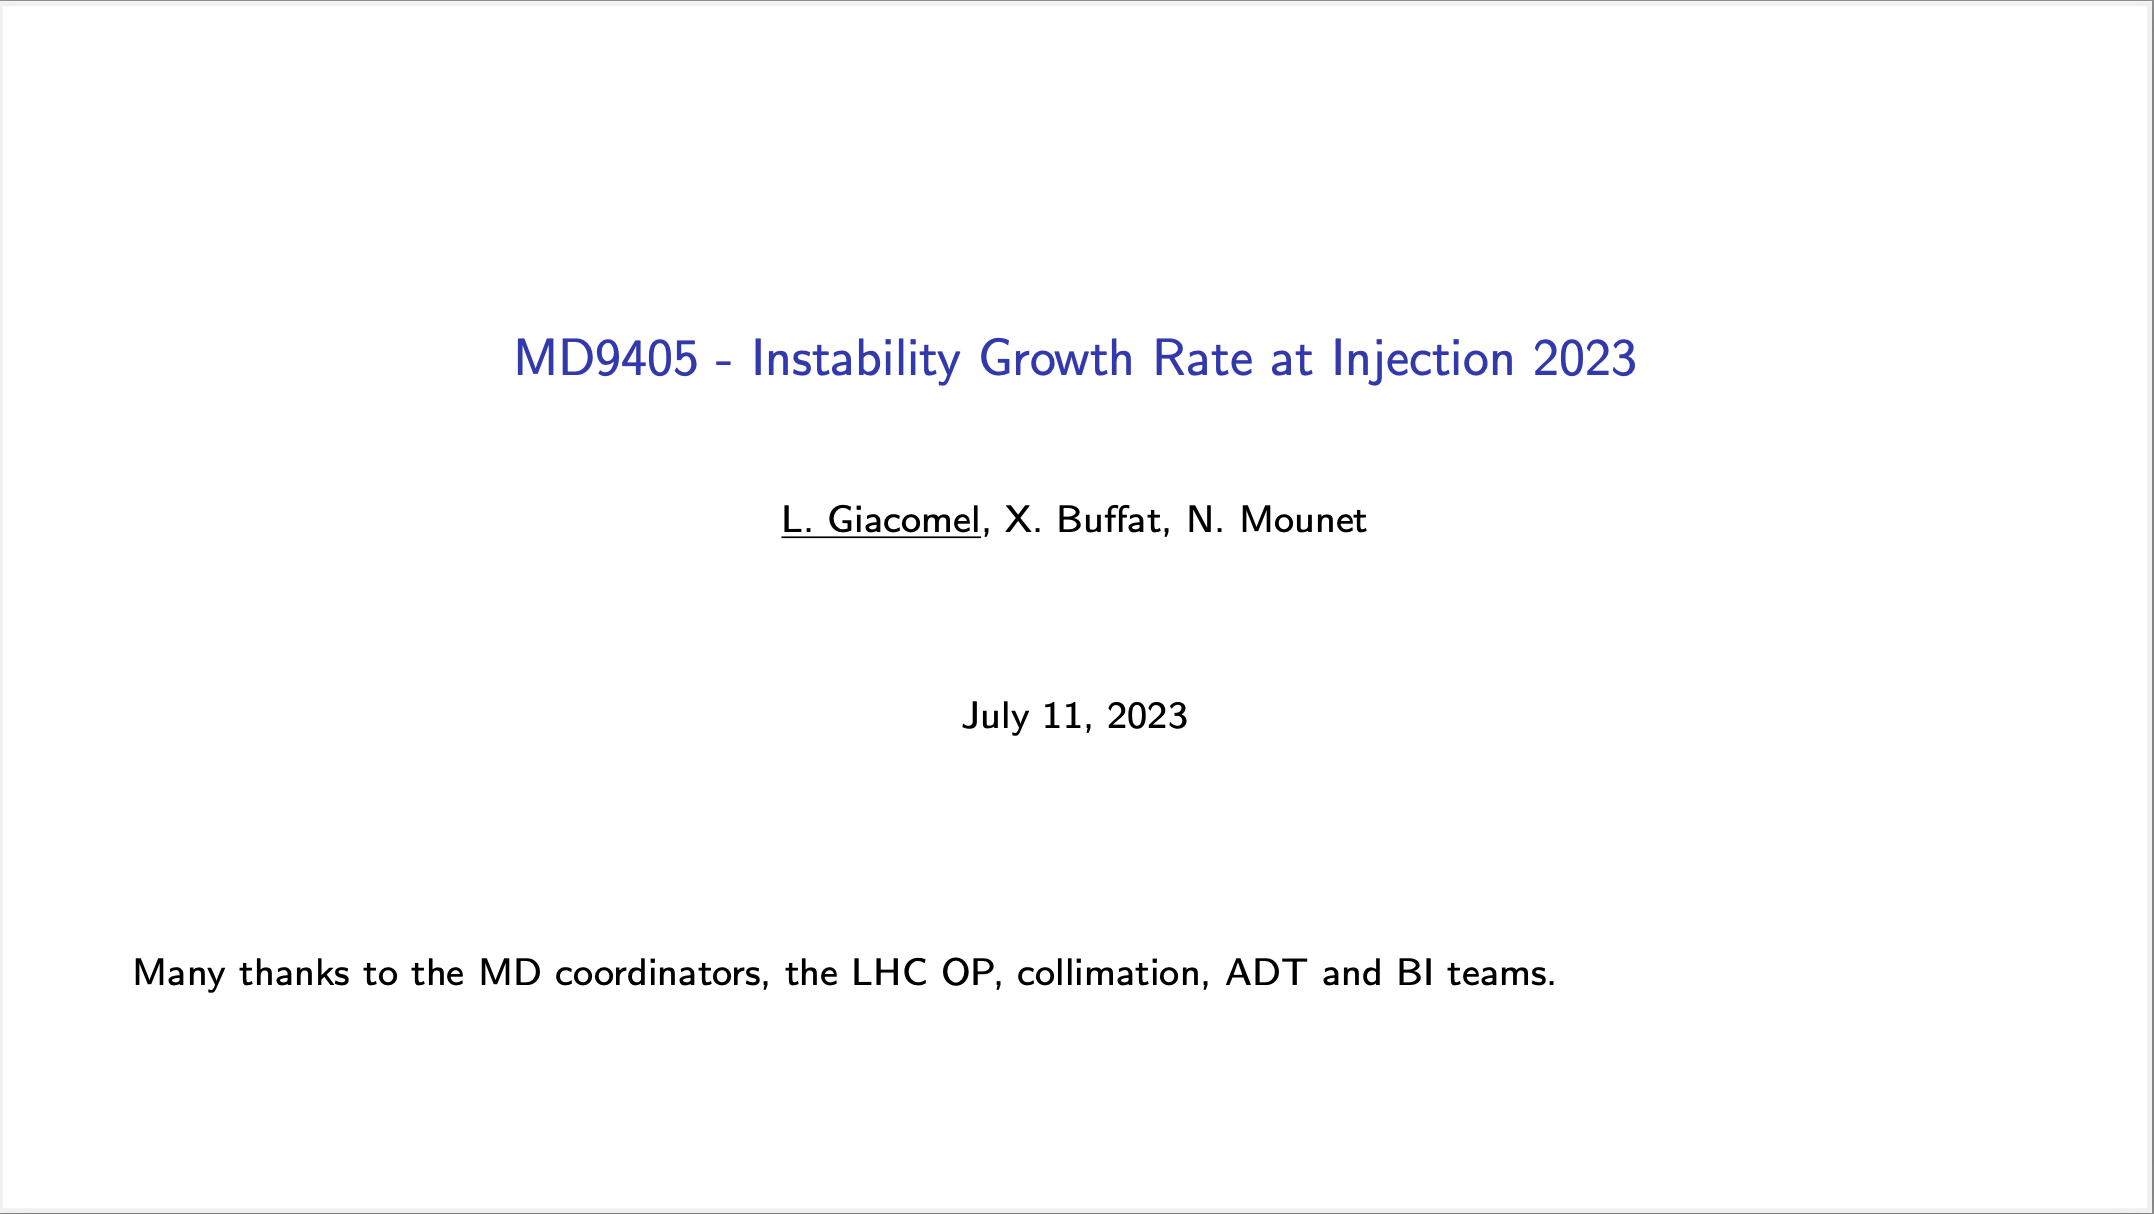 MD9405 - Instability Growth Rate at Injection 2023
L. Giacomel, X. Buffat, N. Mounet
July 11, 2023
Many thanks to the MD coordinators, the LHC OP, collimation, ADT and BI teams.